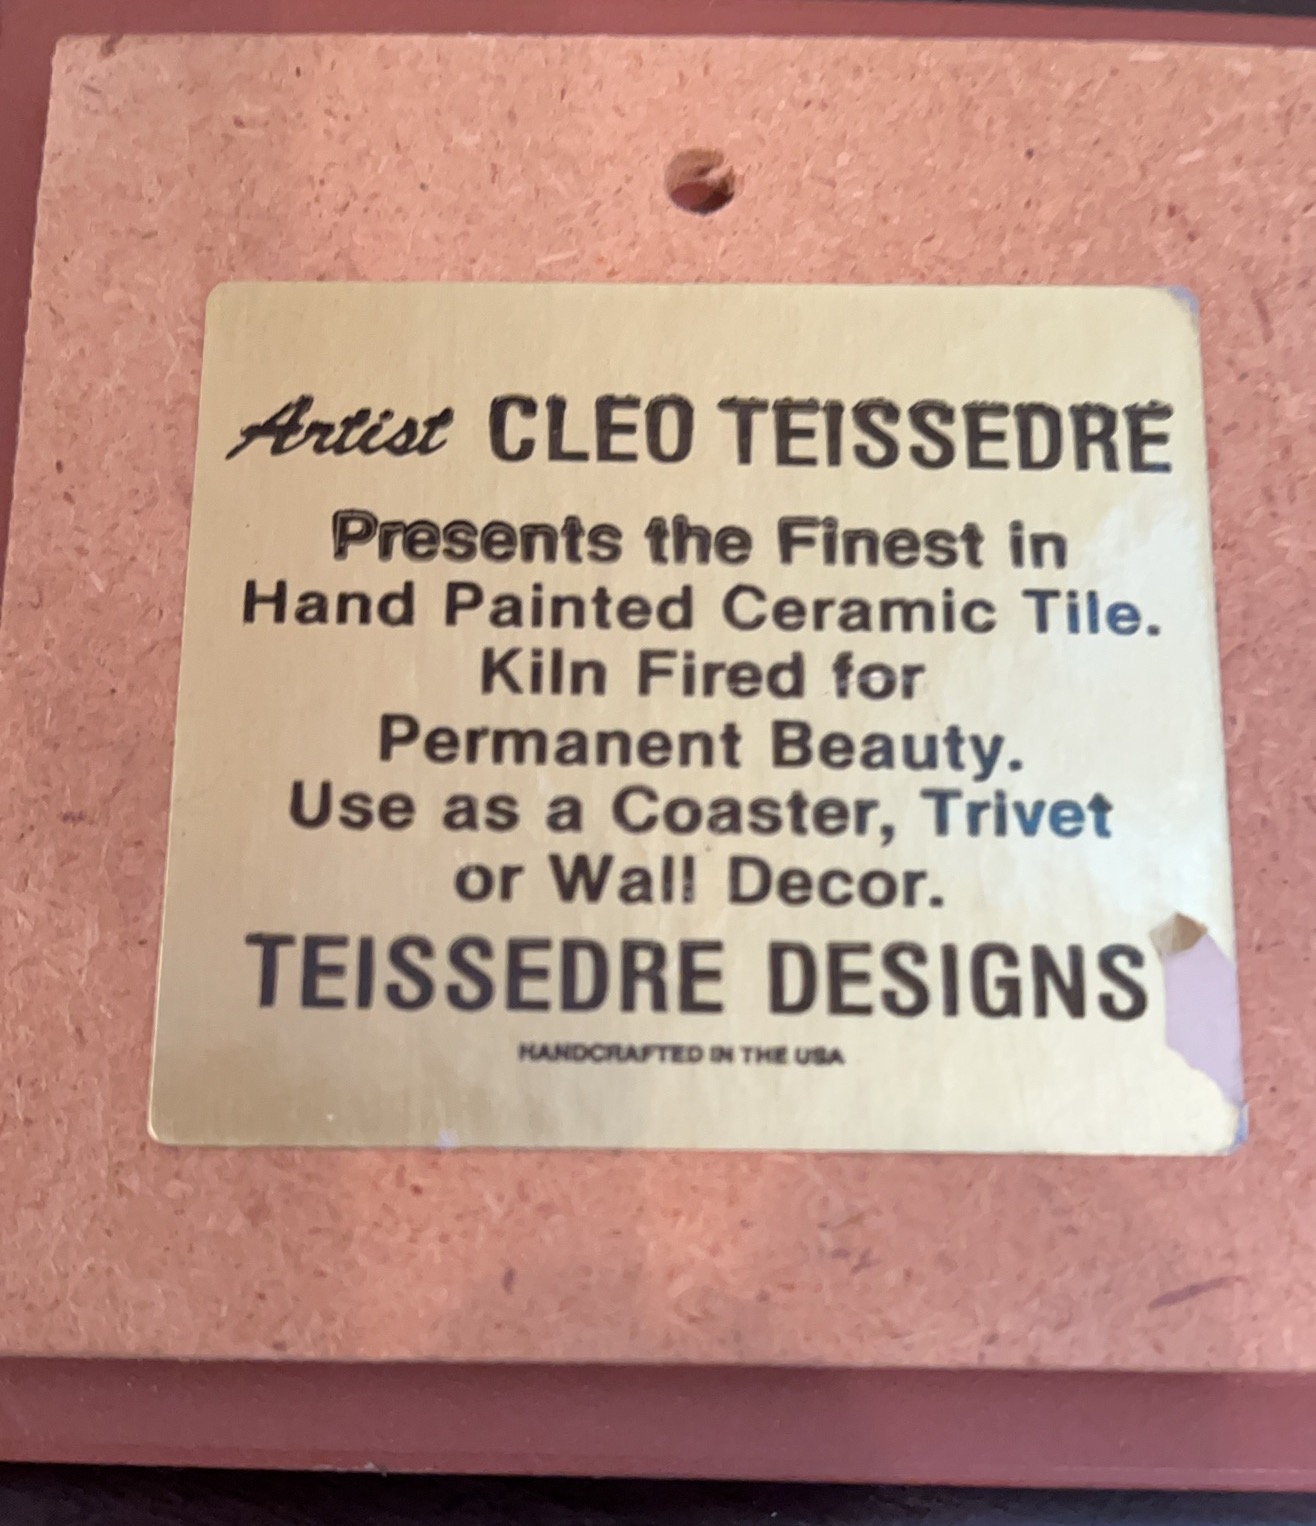 Artist CLEO TEISSEDRE
Presents the Finest in
Hand Painted Ceramic Tile.
Kiln Fired for
Permanent Beauty.
Use as a Coaster, Trivet
or Wall Decor.
TEISSEDRE DESIGNS
HANDCRAFTED IN THE USA